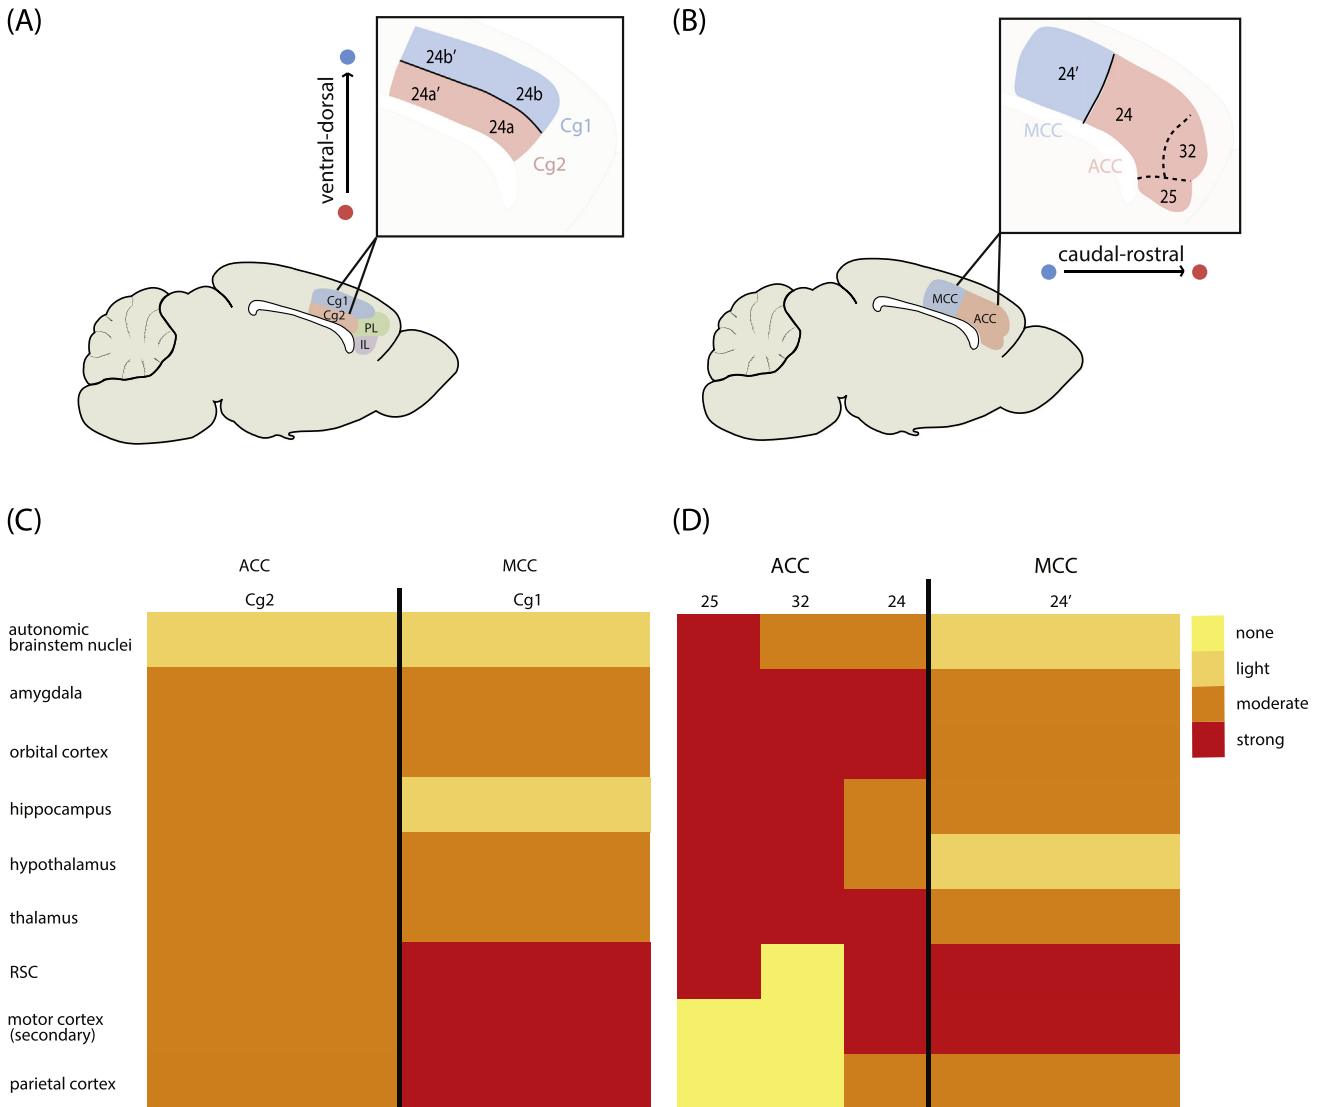 (A)
ventral-dorsal
24b′
24b
24a′
24a
Cg1
Cg2
Cg1
Cg2
PL
IL
(B)
24′
24
32
25
MCC
ACC
caudal-rostral
MCC
ACC
(C)
ACC
MCC
Cg2
Cg1
autonomic
brainstem nuclei
amygdala
orbital cortex
hippocampus
hypothalamus
thalamus
RSC
motor cortex
(secondary)
parietal cortex
(D)
ACC
MCC
25
32
24
24′
none
light
moderate
strong